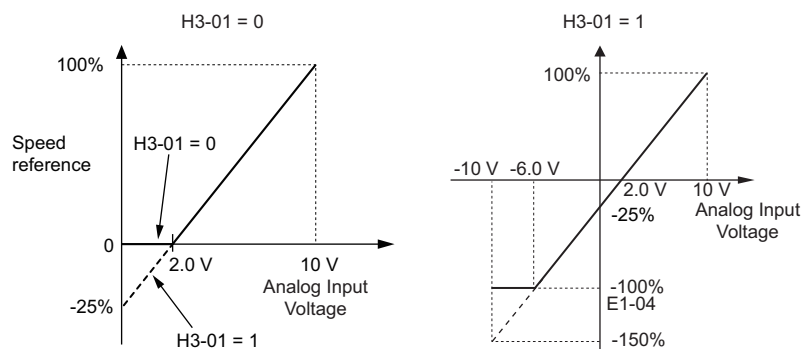 H3-01 = 0
100%
Speed
reference
H3-01 = 0
0
2.0 V
10 V
Analog Input
Voltage
-25%
H3-01 = 1
H3-01 = 1
100%
-10 V
-6.0 V
2.0 V
10 V
Analog Input
Voltage
-25%
-100%
E1-04
-150%